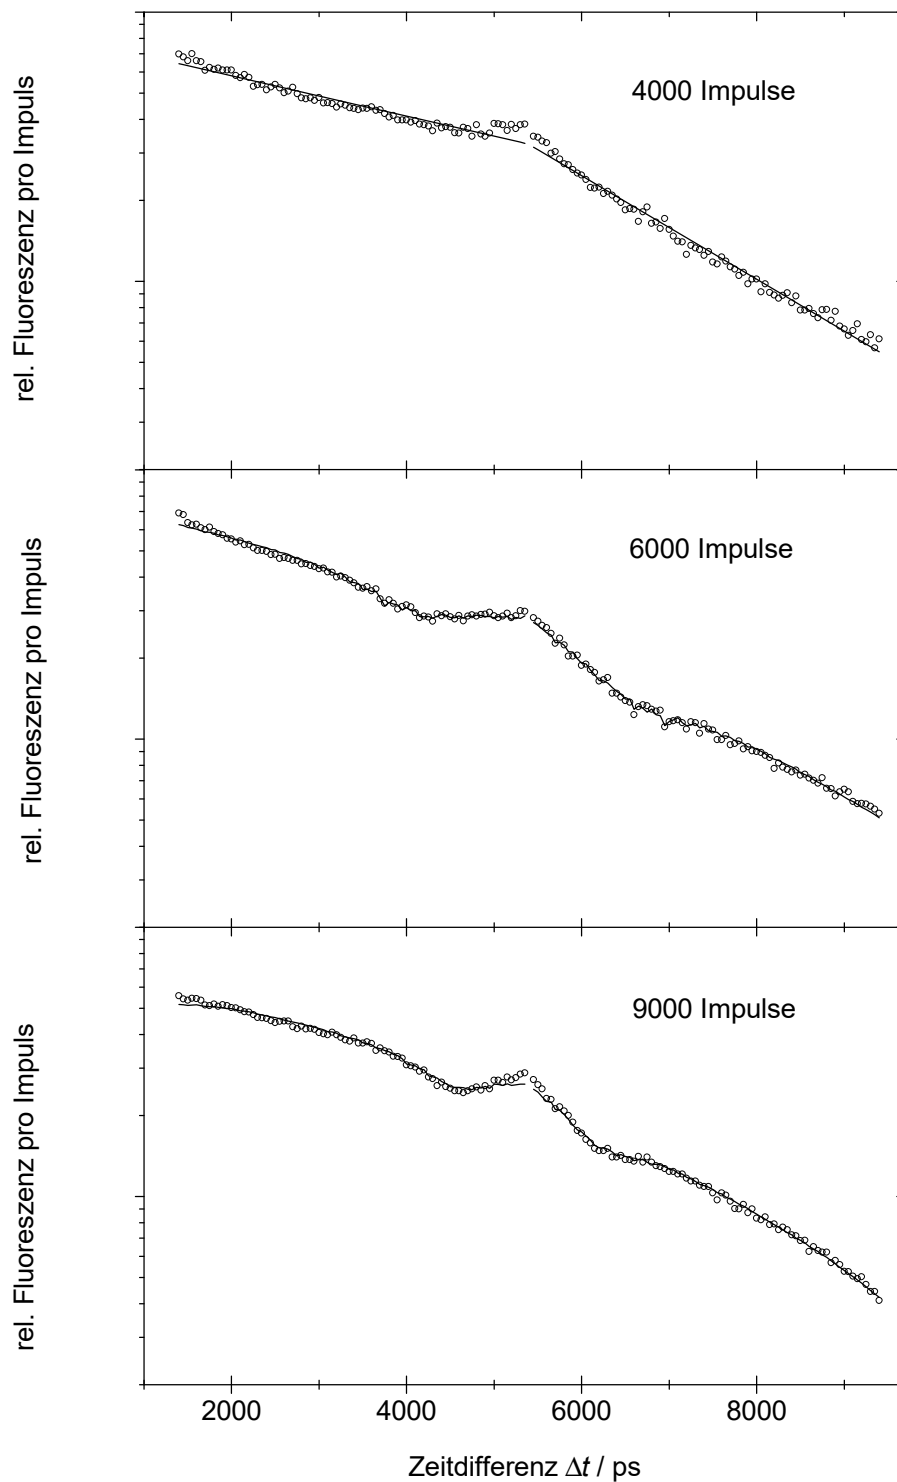 rel. Fluoreszenz pro Impuls
4000 Impulse
rel. Fluoreszenz pro Impuls
6000 Impulse
rel. Fluoreszenz pro Impuls
9000 Impulse
2000 4000 6000 8000
Zeitdifferenz Δt / ps